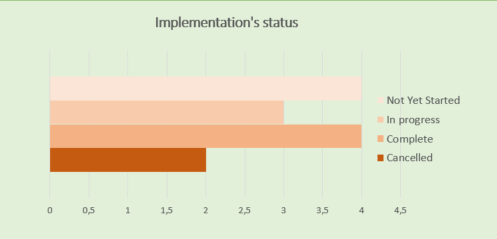 Implementation's status
Not Yet Started
In progress
Complete
Cancelled
0 0,5 1 1,5 2 2,5 3 3,5 4 4,5